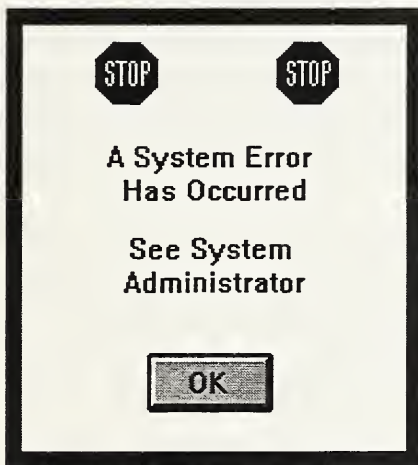 STOP STOP
A System Error
Has Occurred
See System
Administrator
OK